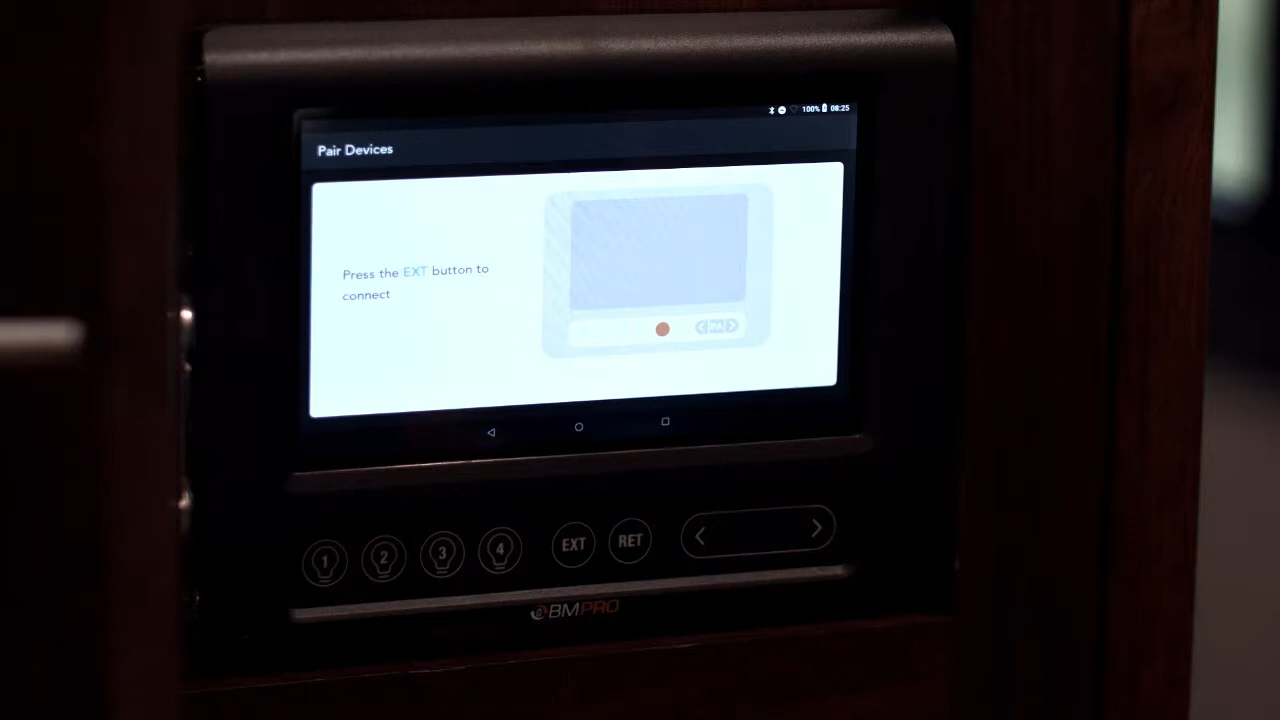 100% 08:25
Pair Devices
Press the EXT button to
connect
1 2 3 4 EXT RET
BMPRO